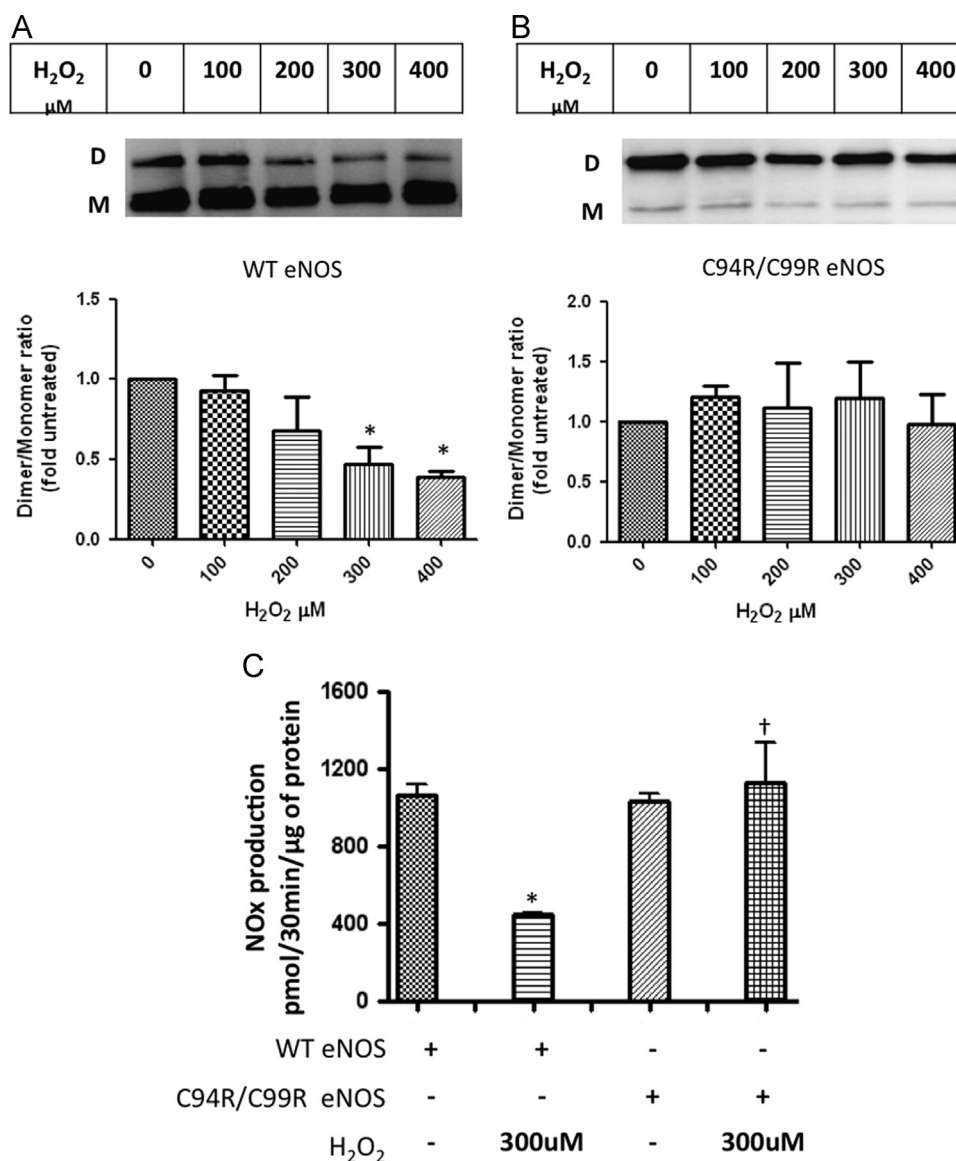 A
H₂O₂ µM 0 100 200 300 400
D
M
WT eNOS
Dimer/Monomer ratio
(fold untreated)
1.5
1.0
0.5
0.0
* *
0 100 200 300 400
H₂O₂ µM
B
H₂O₂ µM 0 100 200 300 400
D
M
C94R/C99R eNOS
Dimer/Monomer ratio
(fold untreated)
2.0
1.5
1.0
0.5
0.0
0 100 200 300 400
H₂O₂ µM
C
NOx production
pmol/30min/µg of protein
1600
1200
800
400
0
* †
WT eNOS + + - -
C94R/C99R eNOS - - + +
H₂O₂ - 300uM - 300uM